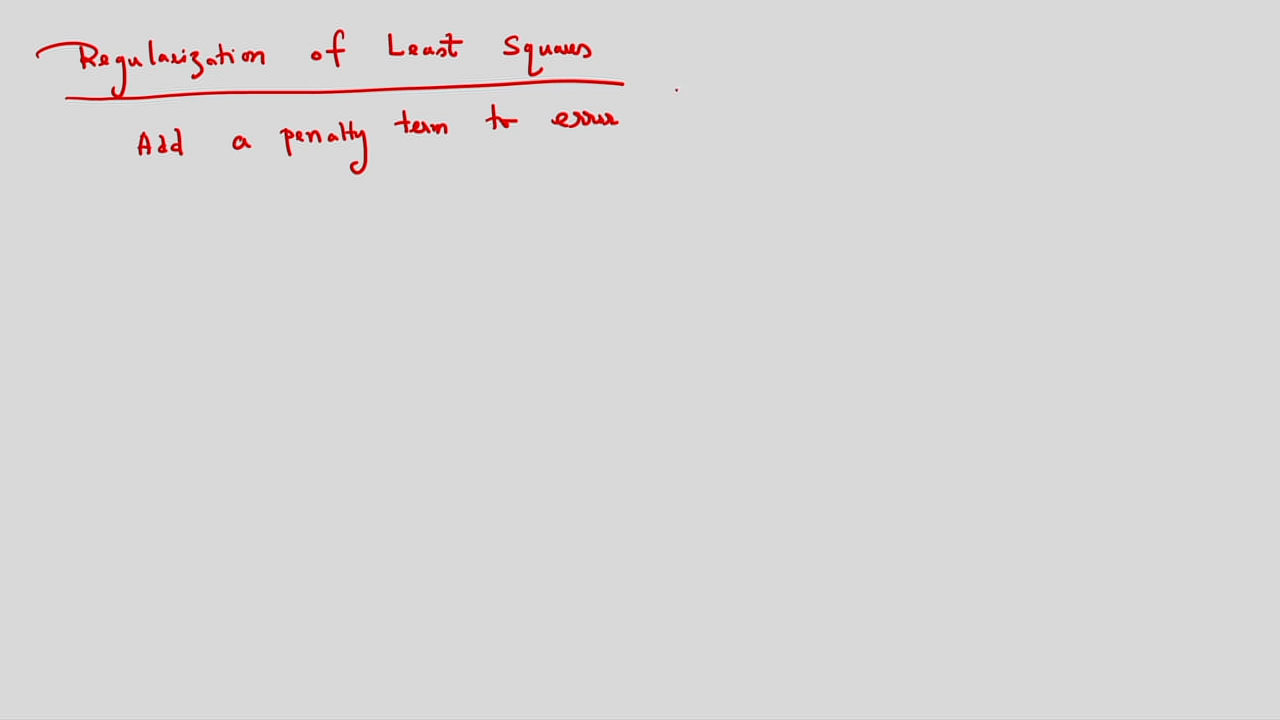 Regularization of Least Squares
Add a penalty term to error